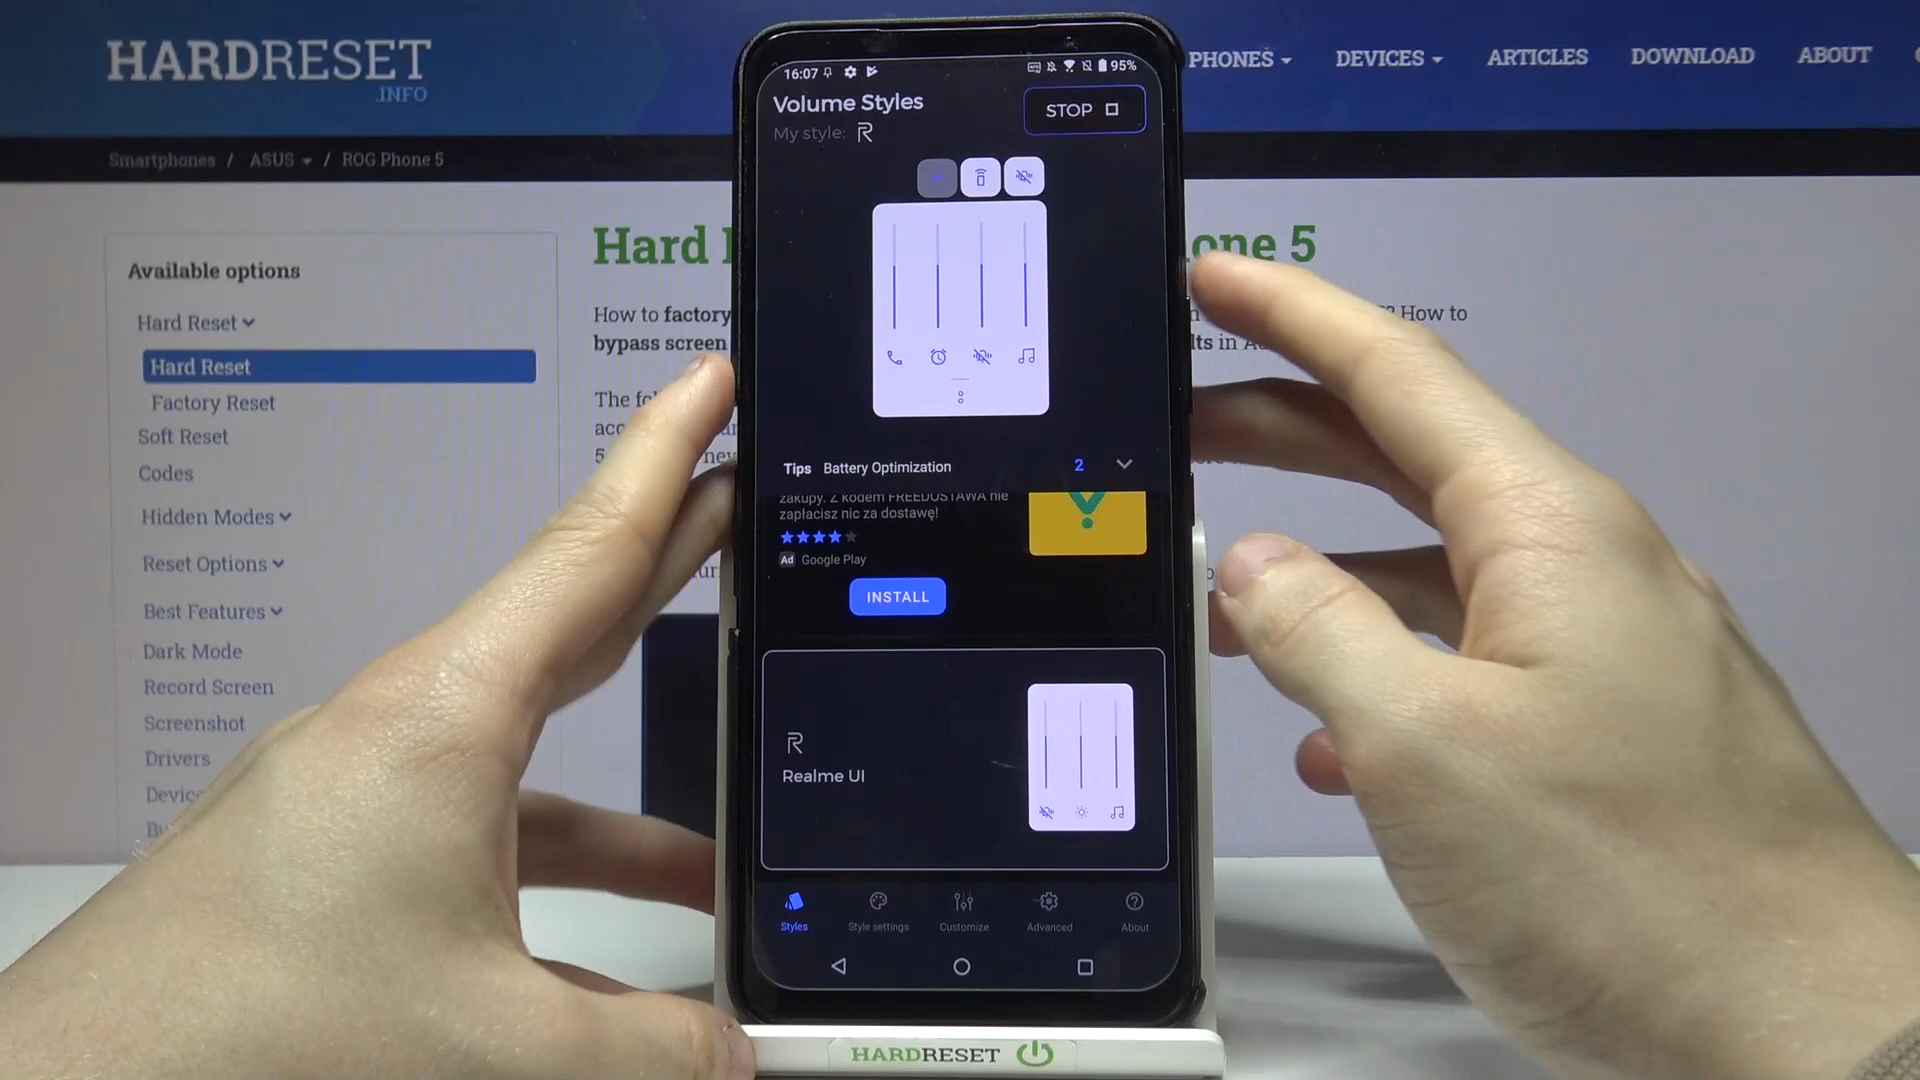 HARDRESET
.INFO
PHONES
DEVICES
ARTICLES
DOWNLOAD
ABOUT
Smartphones / ASUS / ROG Phone 5
Available options
Hard Reset
Hard Reset
Factory Reset
Soft Reset
Codes
Hidden Modes
Reset Options
Best Features
Dark Mode
Record Screen
Screenshot
Drivers
Hard
one 5
How to factory
? How to
bypass screen
lts in A
The
16:07
95%
Volume Styles
STOP
My style:
Tips Battery Optimization 2
zakupy. Z kodem FREEDOSTAWA nie
zapłacisz nic za dostawę!
Ad Google Play
INSTALL
Realme UI
Styles
Style settings
Customize
Advanced
About
HARDRESET